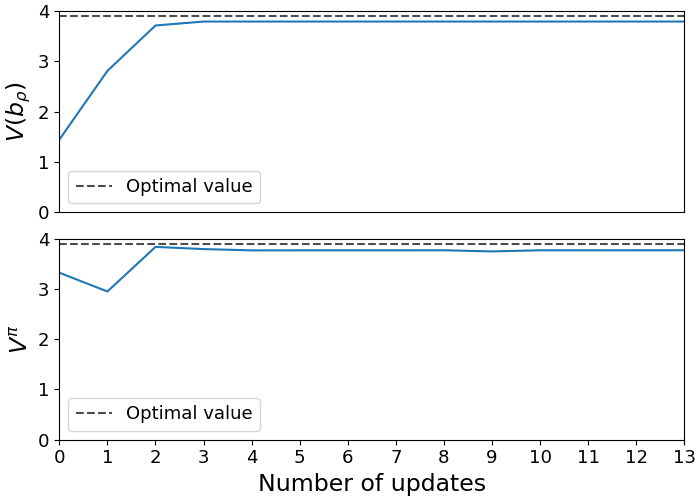 4
3
2
1
0
V(b_ρ)
Optimal value
4
3
2
1
0
V^π
Optimal value
0 1 2 3 4 5 6 7 8 9 10 11 12 13
Number of updates